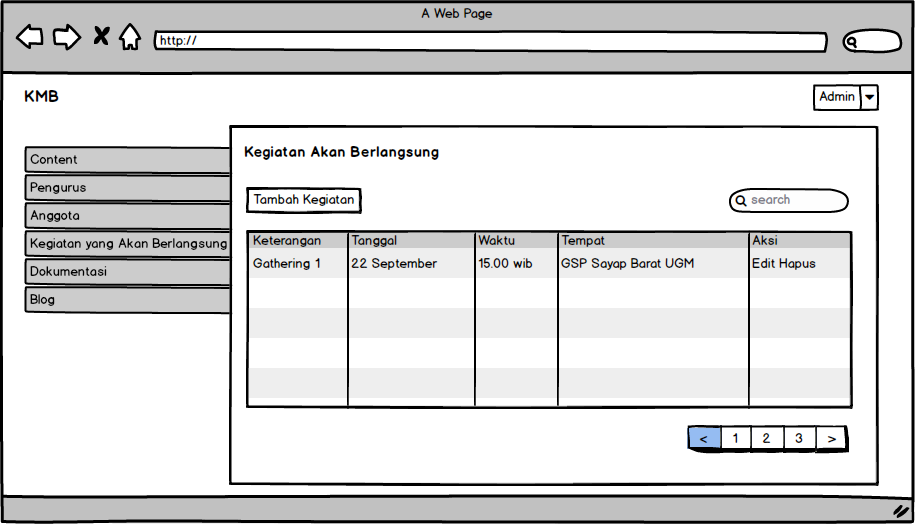 A Web Page
http://
KMB
Admin
Content
Pengurus
Anggota
Kegiatan yang Akan Berlangsung
Dokumentasi
Blog
Kegiatan Akan Berlangsung
Tambah Kegiatan
search
Keterangan Tanggal Waktu Tempat Aksi
Gathering 1 22 September 15.00 wib GSP Sayap Barat UGM Edit Hapus
< 1 2 3 >